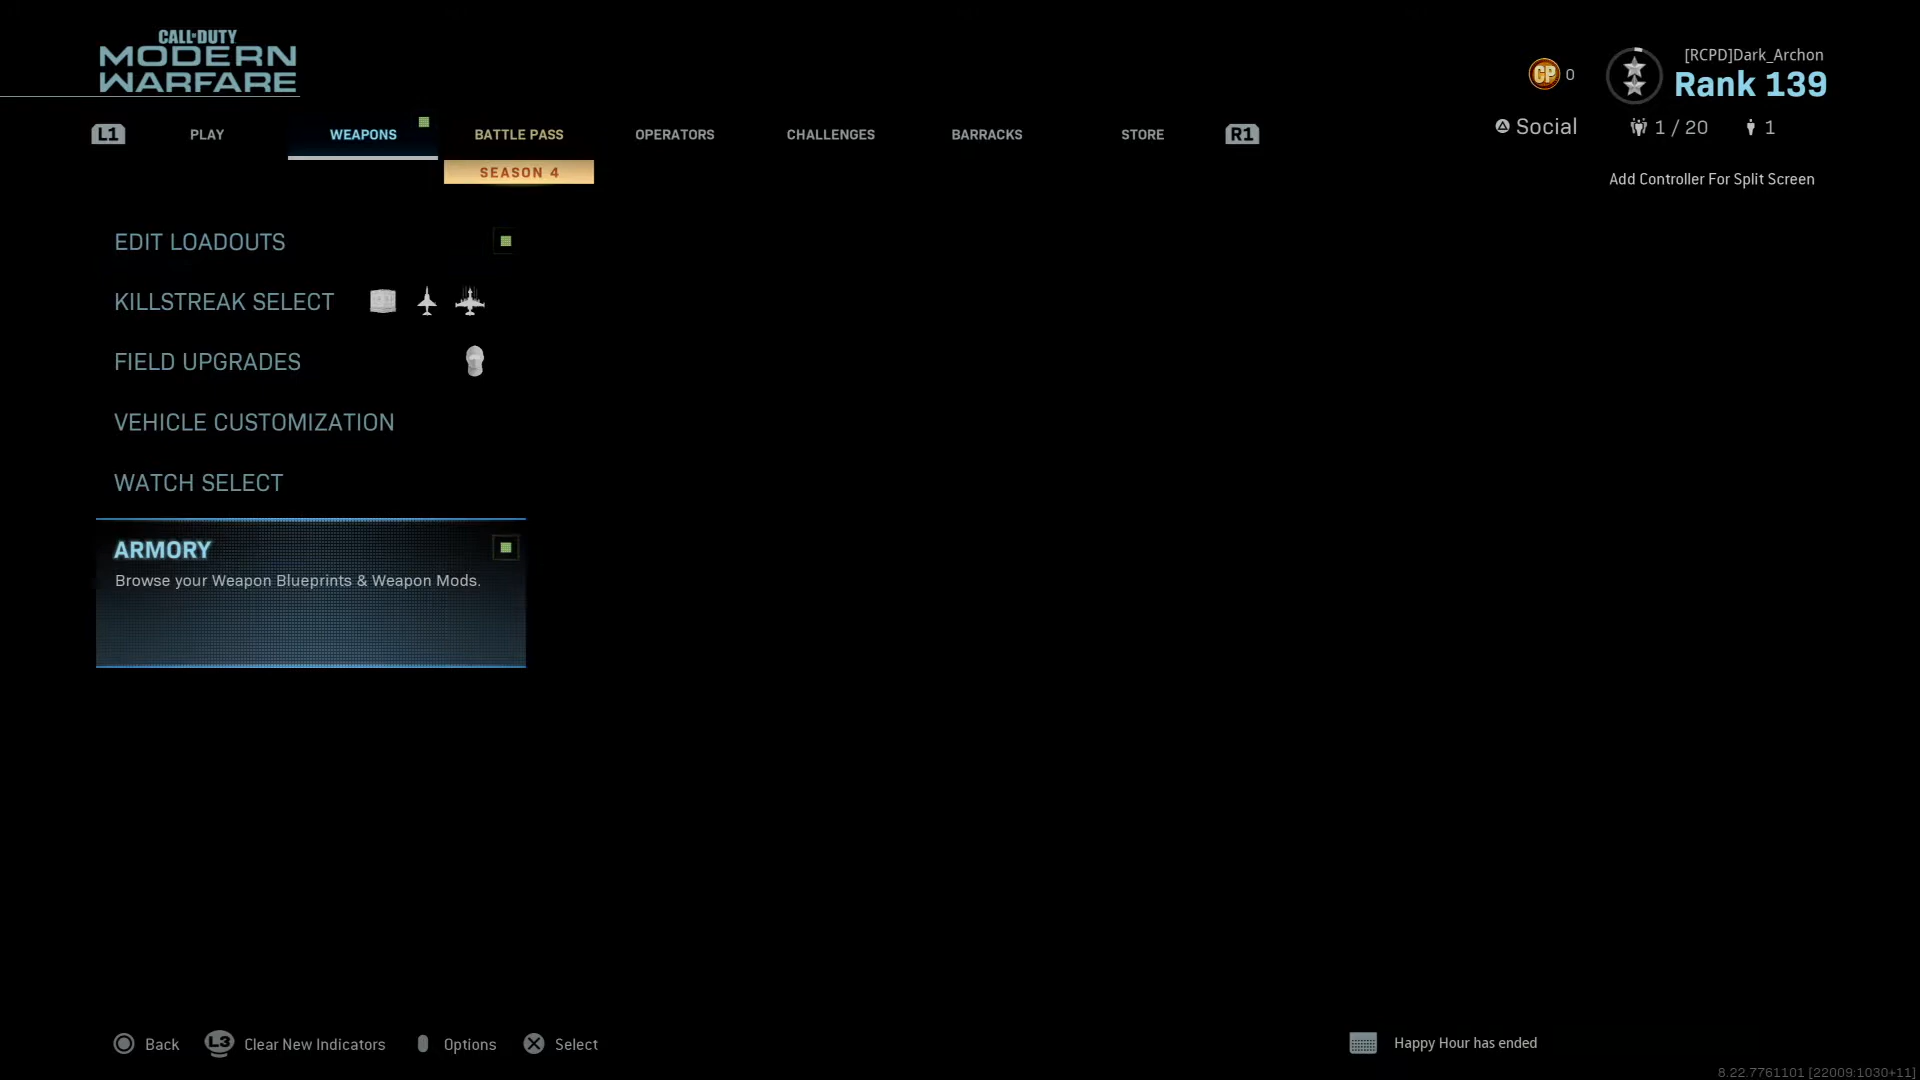 CALL OF DUTY
MODERN
WARFARE
CP 0
[RCPD]Dark_Archon
Rank 139
L1 PLAY WEAPONS BATTLE PASS OPERATORS CHALLENGES BARRACKS STORE R1
SEASON 4
Social 1 / 20 1
Add Controller For Split Screen
EDIT LOADOUTS
KILLSTREAK SELECT
FIELD UPGRADES
VEHICLE CUSTOMIZATION
WATCH SELECT
ARMORY
Browse your Weapon Blueprints & Weapon Mods.
Back L3 Clear New Indicators Options Select
Happy Hour has ended
8.22.7761101 [22009:1030+11]